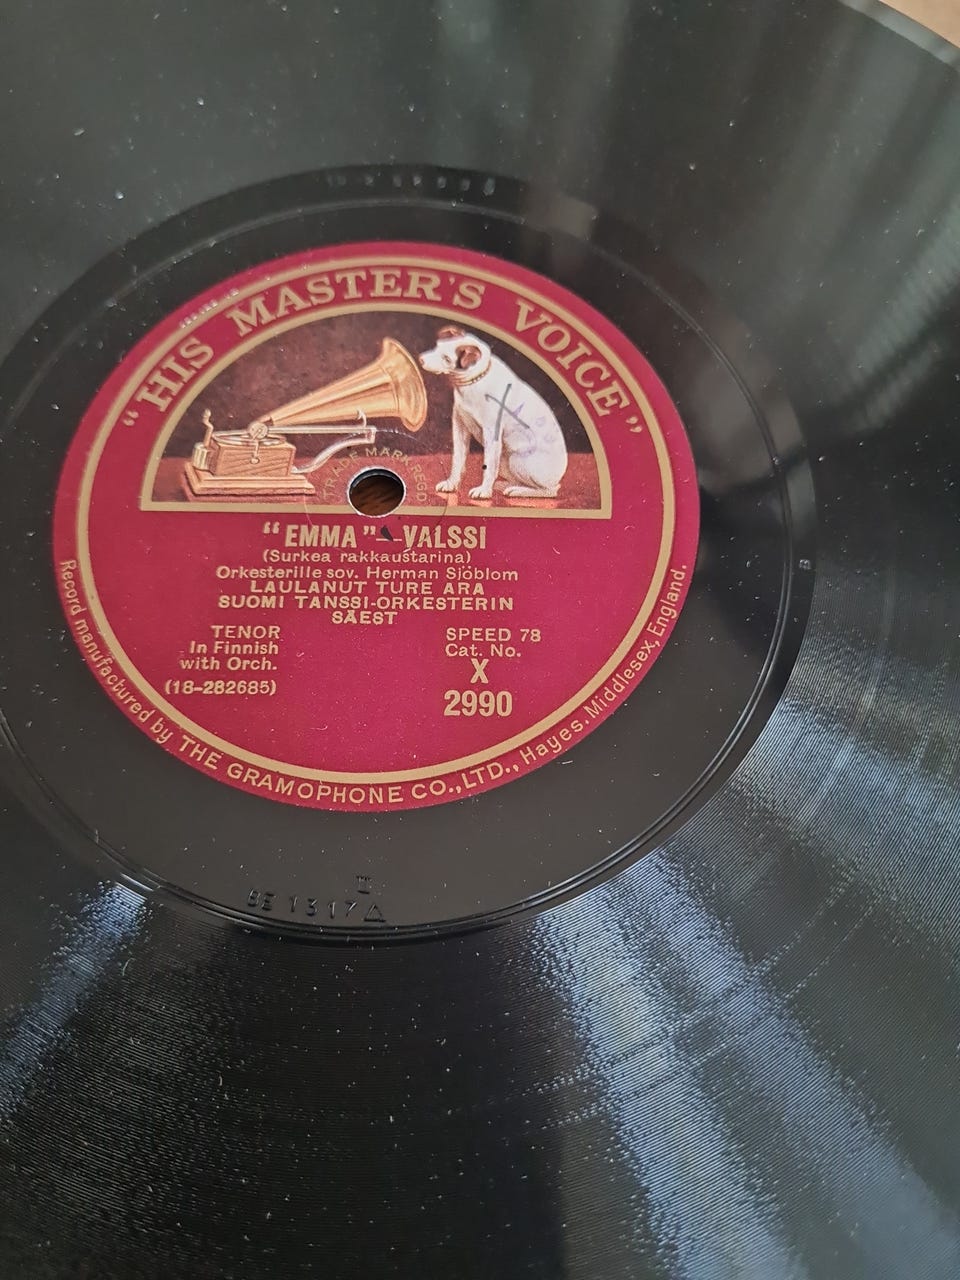 "HIS MASTER'S VOICE"
TRADE MARK REGD
"EMMA"—VALSSI
(Surkea rakkaustarina)
Orkesterille sov. Herman Sjöblom
LAULANUT TURE ARA
SUOMI TANSSI-ORKESTERIN
SÄEST
TENOR
In Finnish
with Orch.
(18-282685)
SPEED 78
Cat. No.
X
2990
Record manufactured by THE GRAMOPHONE CO., LTD., Hayes, Middlesex, England.
II
BE 1317 △